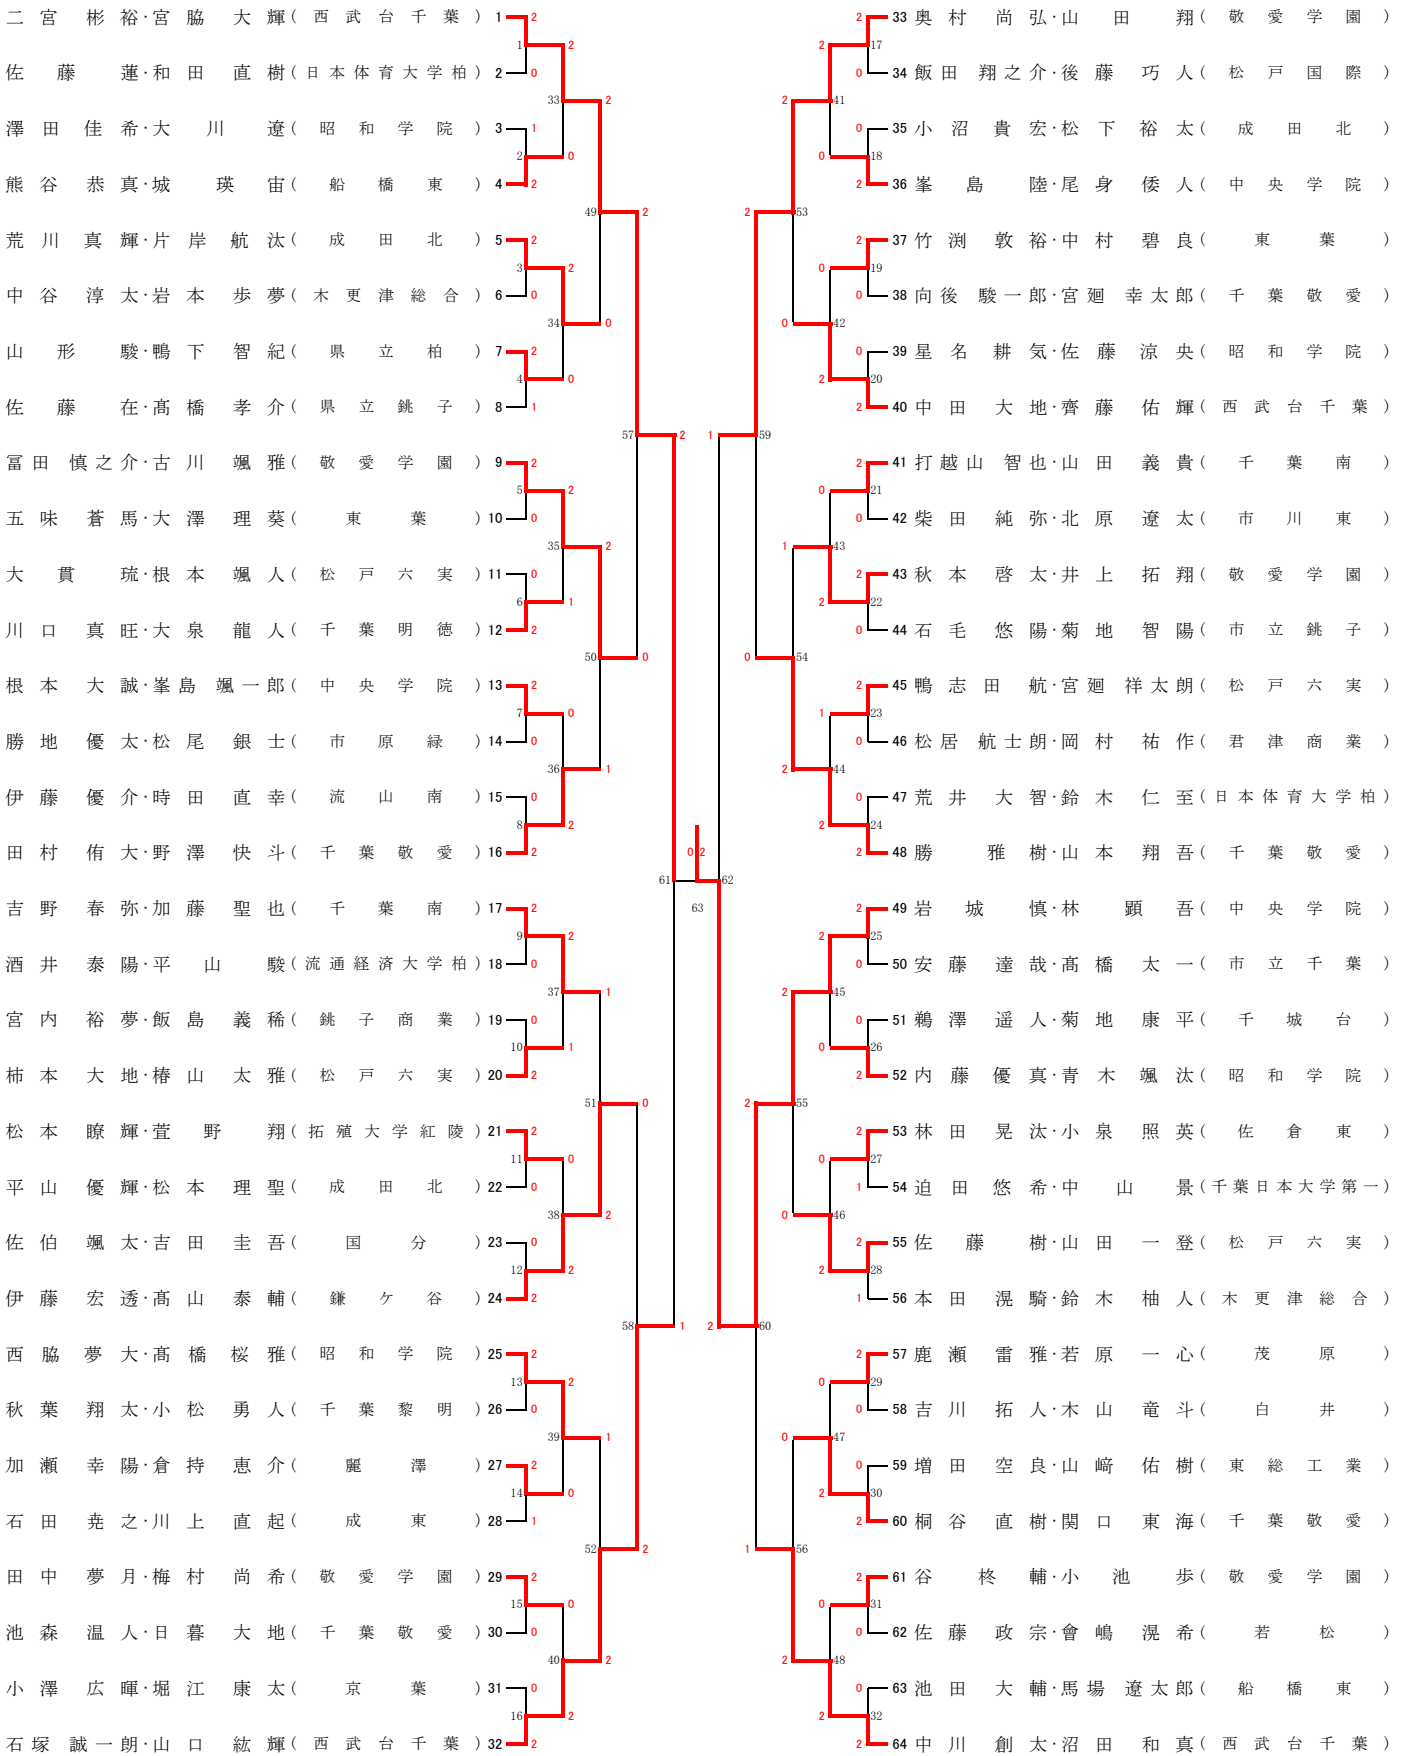 二宮彬裕・宮脇大輝(西武台千葉) 1
佐藤蓮・和田直樹(日本体育大学柏) 2
澤田佳希・大川遼(昭和学院) 3
熊谷恭真・城瑛宙(船橋東) 4
荒川真輝・片岸航汰(成田北) 5
中谷淳太・岩本歩夢(木更津総合) 6
山形駿・鴨下智紀(県立柏) 7
佐藤在・髙橋孝介(県立銚子) 8
冨田慎之介・古川颯雅(敬愛学園) 9
五味蒼馬・大澤理葵(東葉) 10
大貫琉・根本颯人(松戸六実) 11
川口真旺・大泉龍人(千葉明徳) 12
根本大誠・峯島颯一郎(中央学院) 13
勝地優太・松尾銀士(市原緑) 14
伊藤優介・時田直幸(流山南) 15
田村侑大・野澤快斗(千葉敬愛) 16
吉野春弥・加藤聖也(千葉南) 17
酒井泰陽・平山駿(流通経済大学柏) 18
宮内裕夢・飯島義稀(銚子商業) 19
柿本大地・椿山太雅(松戸六実) 20
松本瞭輝・萓野翔(拓殖大学紅陵) 21
平山優輝・松本理聖(成田北) 22
佐伯颯太・吉田圭吾(国分) 23
伊藤宏透・髙山泰輔(鎌ケ谷) 24
西脇夢大・髙橋桜雅(昭和学院) 25
秋葉翔太・小松勇人(千葉黎明) 26
加瀬幸陽・倉持恵介(麗澤) 27
石田尭之・川上直起(成東) 28
田中夢月・梅村尚希(敬愛学園) 29
池森温人・日暮大地(千葉敬愛) 30
小澤広暉・堀江康太(京葉) 31
石塚誠一朗・山口紘輝(西武台千葉) 32
33 奥村尚弘・山田翔(敬愛学園)
34 飯田翔之介・後藤巧人(松戸国際)
35 小沼貴宏・松下裕太(成田北)
36 峯島陸・尾身倭人(中央学院)
37 竹渕敦裕・中村碧良(東葉)
38 向後駿一郎・宮廻幸太郎(千葉敬愛)
39 星名耕気・佐藤涼央(昭和学院)
40 中田大地・齊藤佑輝(西武台千葉)
41 打越山智也・山田義貴(千葉南)
42 柴田純弥・北原遼太(市川東)
43 秋本啓太・井上拓翔(敬愛学園)
44 石毛悠陽・菊地智陽(市立銚子)
45 鴨志田航・宮廻祥太朗(松戸六実)
46 松居航士朗・岡村祐作(君津商業)
47 荒井大智・鈴木仁至(日本体育大学柏)
48 勝雅樹・山本翔吾(千葉敬愛)
49 岩城慎・林顕吾(中央学院)
50 安藤達哉・髙橋太一(市立千葉)
51 鵜澤遥人・菊地康平(千城台)
52 内藤優真・青木颯汰(昭和学院)
53 林田晃汰・小泉照英(佐倉東)
54 迫田悠希・中山景(千葉日本大学第一)
55 佐藤樹・山田一登(松戸六実)
56 本田滉騎・鈴木柚人(木更津総合)
57 鹿瀬雷雅・若原一心(茂原)
58 吉川拓人・木山竜斗(白井)
59 増田空良・山﨑佑樹(東総工業)
60 桐谷直樹・関口東海(千葉敬愛)
61 谷柊輔・小池歩(敬愛学園)
62 佐藤政宗・會嶋滉希(若松)
63 池田大輔・馬場遼太郎(船橋東)
64 中川創太・沼田和真(西武台千葉)